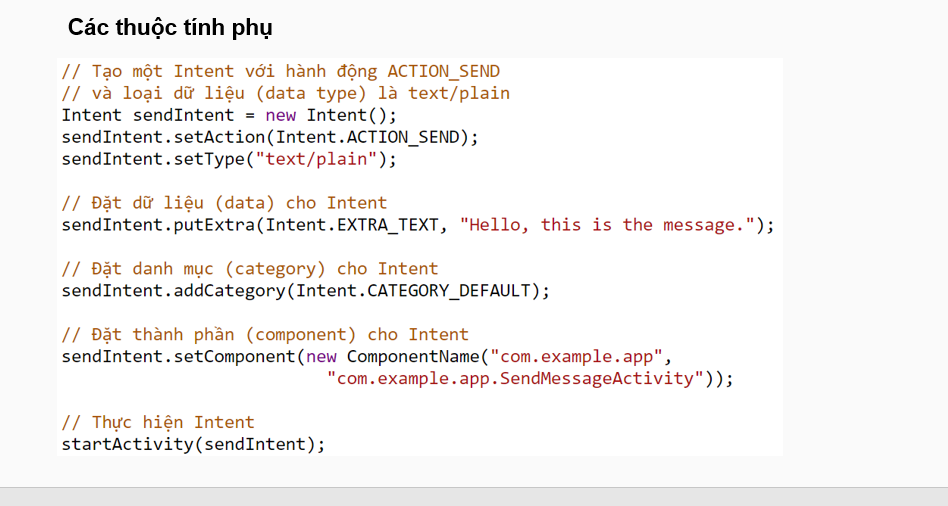 Các thuộc tính phụ
// Tạo một Intent với hành động ACTION_SEND
// và loại dữ liệu (data type) là text/plain
Intent sendIntent = new Intent();
sendIntent.setAction(Intent.ACTION_SEND);
sendIntent.setType("text/plain");
// Đặt dữ liệu (data) cho Intent
sendIntent.putExtra(Intent.EXTRA_TEXT, "Hello, this is the message.");
// Đặt danh mục (category) cho Intent
sendIntent.addCategory(Intent.CATEGORY_DEFAULT);
// Đặt thành phần (component) cho Intent
sendIntent.setComponent(new ComponentName("com.example.app",
"com.example.app.SendMessageActivity"));
// Thực hiện Intent
startActivity(sendIntent);